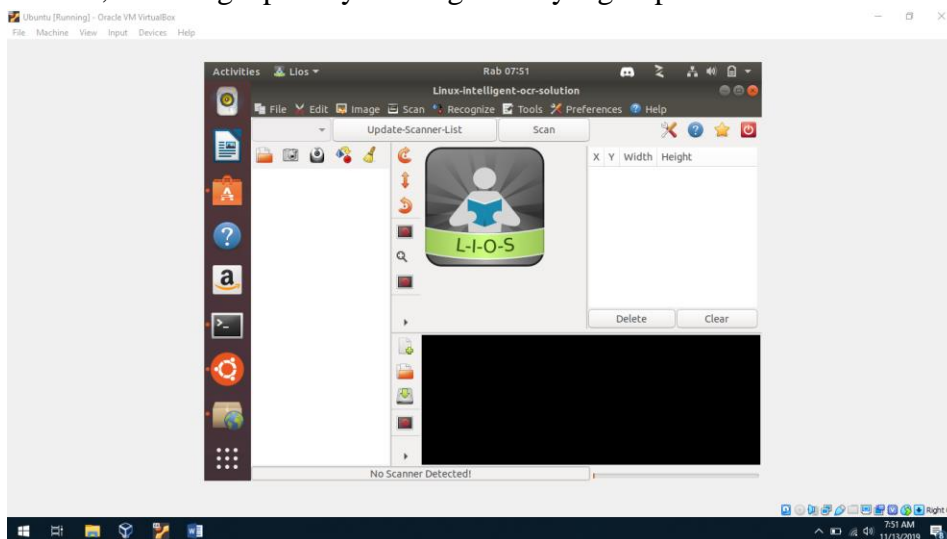 Ubuntu [Running] - Oracle VM VirtualBox
File Machine View Input Devices Help
Activities Lios Rab 07:51
Linux-intelligent-ocr-solution
File Edit Image Scan Recognize Tools Preferences Help
Update-Scanner-List Scan
X Y Width Height
L-I-O-S
Delete Clear
No Scanner Detected!
Right
7:51 AM
11/13/2019